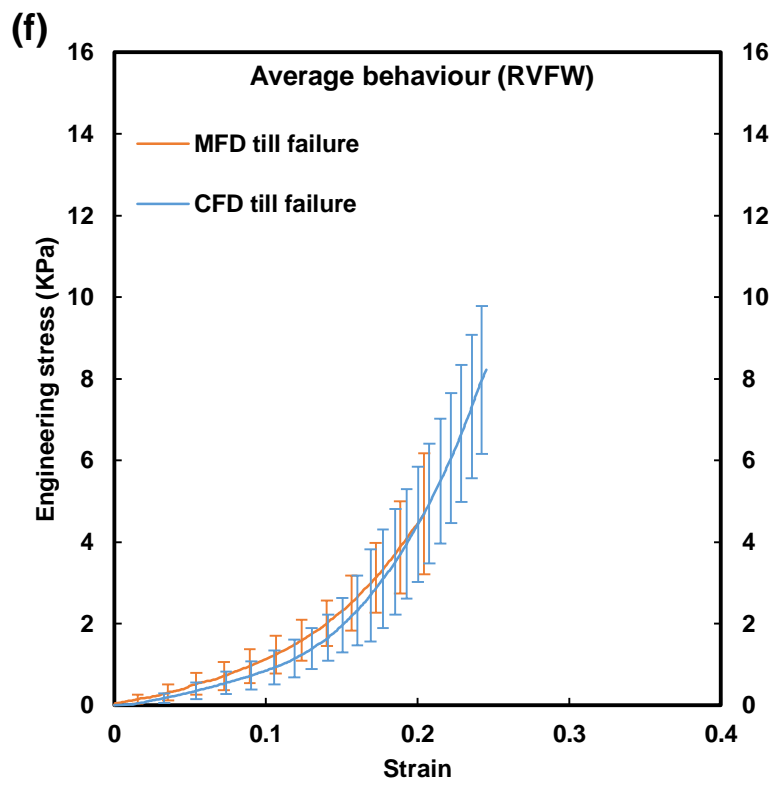 (f)
Average behaviour (RVFW)
MFD till failure
CFD till failure
Engineering stress (KPa)
16 16
14 14
12 12
10 10
8 8
6 6
4 4
2 2
0 0
0 0.1 0.2 0.3 0.4
Strain